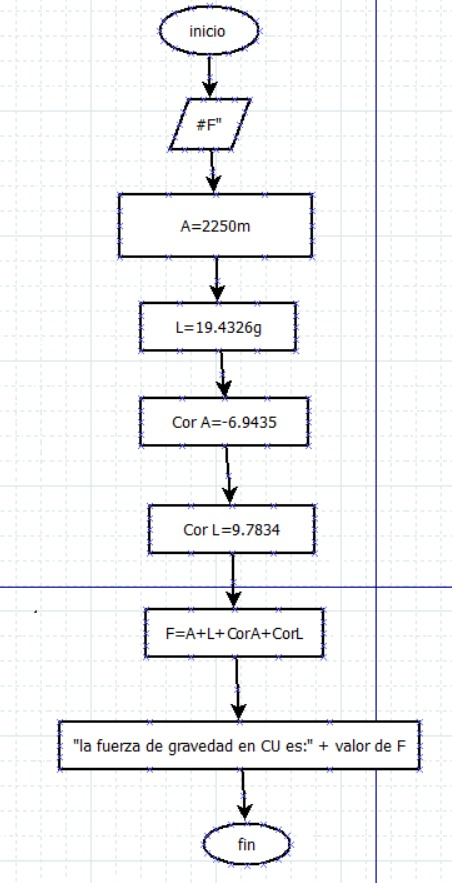 inicio
#F"
A=2250m
L=19.4326g
Cor A=-6.9435
Cor L=9.7834
F=A+L+CorA+CorL
"la fuerza de gravedad en CU es:" + valor de F
fin